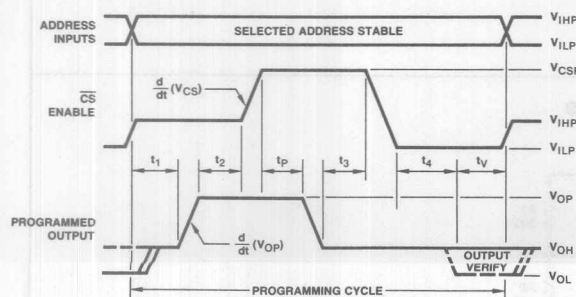 ADDRESS
INPUTS
SELECTED ADDRESS STABLE
VIHP
VILP
VCSP
d/dt (VCS)
CS
ENABLE
VIHP
VILP
t1
t2
tP
t3
t4
tV
VOP
PROGRAMMED
OUTPUT
d/dt (VOP)
VOH
OUTPUT
VERIFY
VOL
PROGRAMMING CYCLE